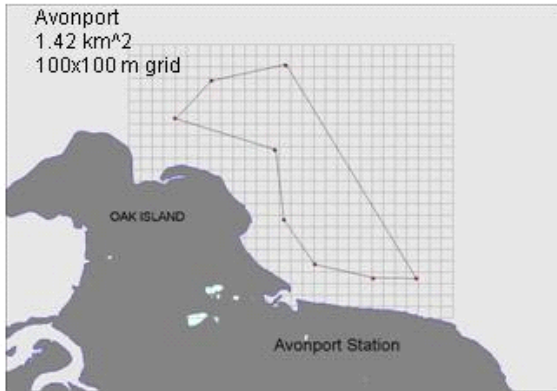 Avonport
1.42 km^2
100x100 m grid
OAK ISLAND
Avonport Station